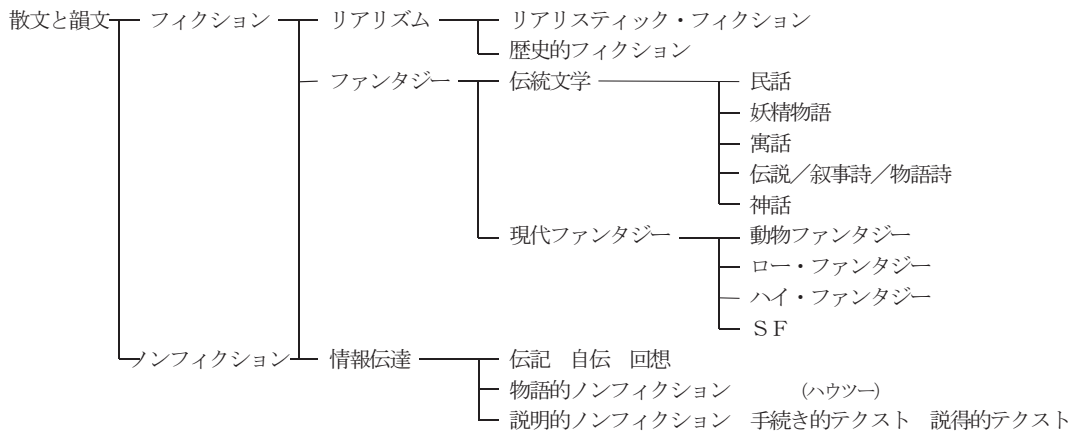 散文と韻文 フィクション リアリズム リアリスティック・フィクション
歴史的フィクション
ファンタジー 伝統文学 民話
妖精物語
寓話
伝説／叙事詩／物語詩
神話
現代ファンタジー 動物ファンタジー
ロー・ファンタジー
ハイ・ファンタジー
ＳＦ
ノンフィクション 情報伝達 伝記 自伝 回想
物語的ノンフィクション （ハウツー）
説明的ノンフィクション 手続き的テクスト 説得的テクスト